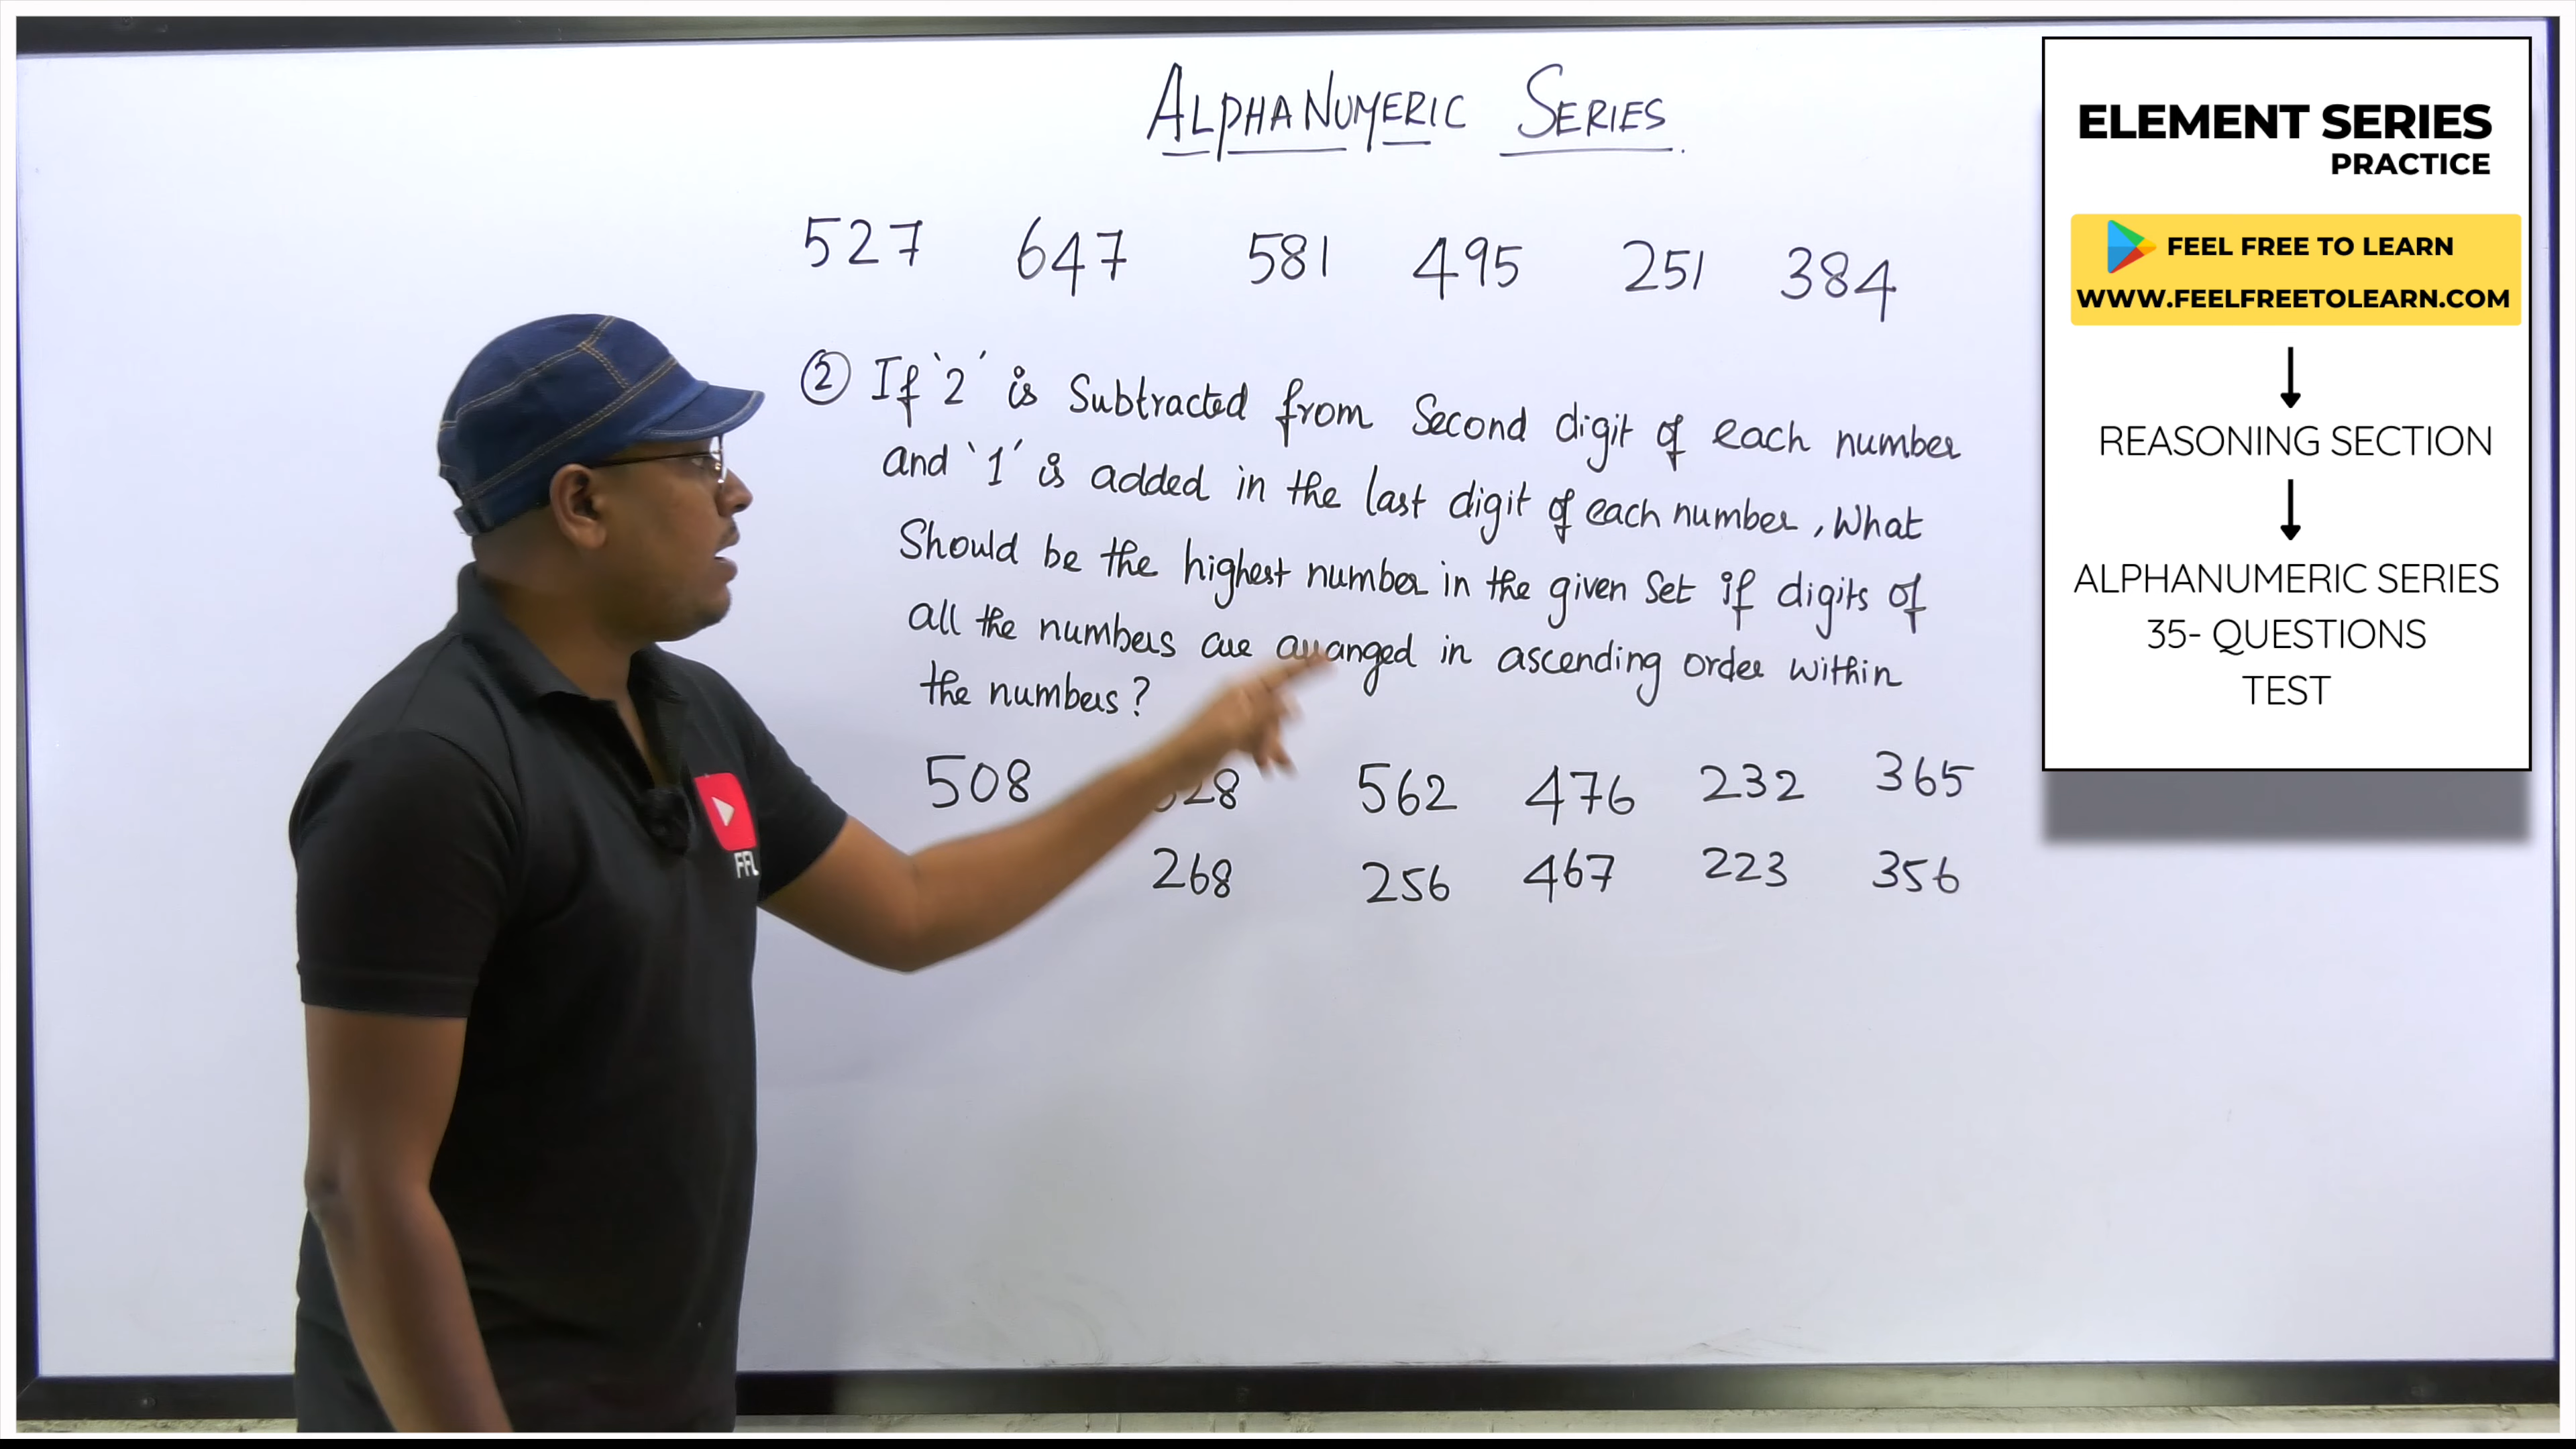 ALPHANUMERIC SERIES
527 647 581 495 251 384
② If '2' is Subtracted from Second digit of each number
and '1' is added in the last digit of each number, What
Should be the highest number in the given Set if digits of
all the numbers are arranged in ascending order within
the numbers?
508 628 562 476 232 365
268 256 467 223 356
FFL
ELEMENT SERIES
PRACTICE
FEEL FREE TO LEARN
WWW.FEELFREETOLEARN.COM
REASONING SECTION
ALPHANUMERIC SERIES
35- QUESTIONS
TEST